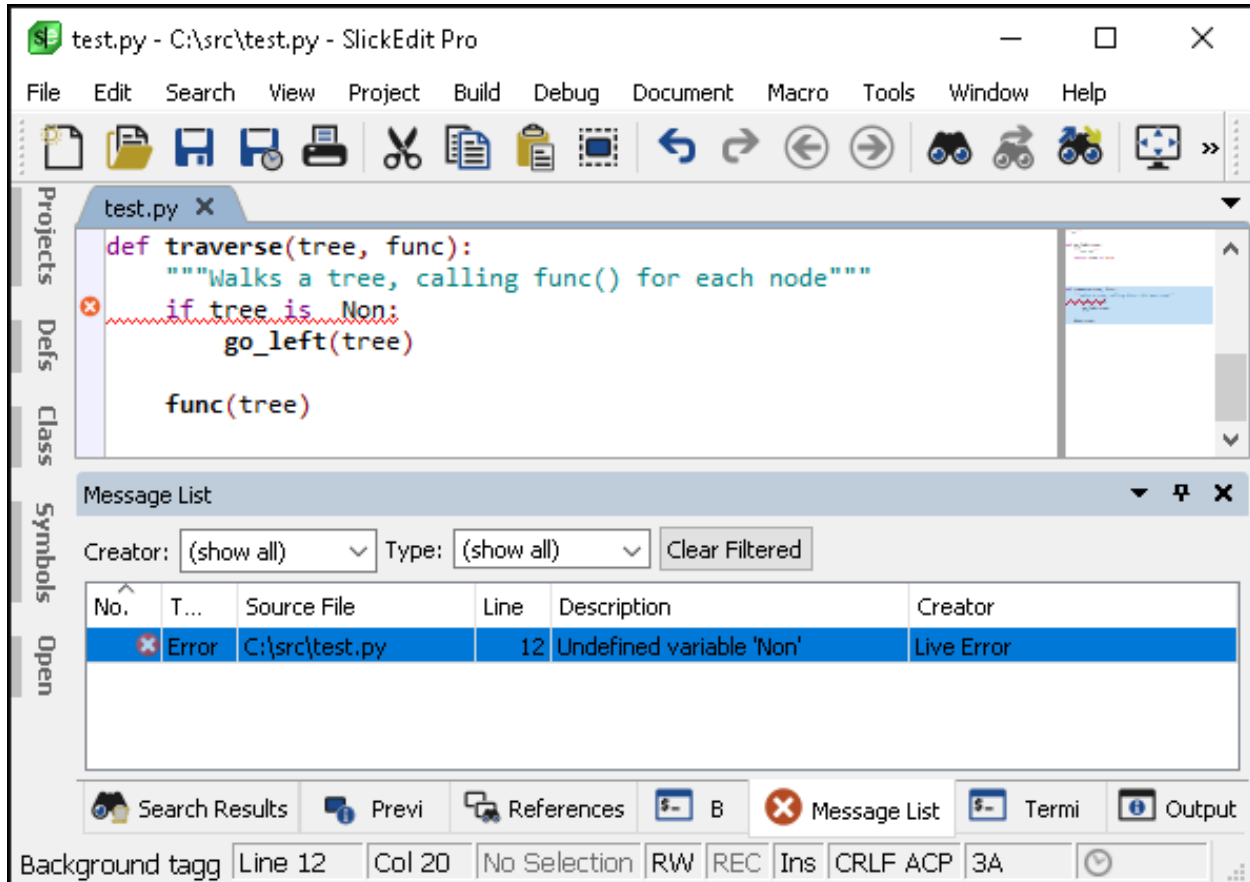 test.py - C:\src\test.py - SlickEdit Pro
File Edit Search View Project Build Debug Document Macro Tools Window Help
Projects
Defs
Class
Symbols
Open
test.py
def traverse(tree, func):
"""Walks a tree, calling func() for each node"""
if tree is  Non:
go_left(tree)
func(tree)
Message List
Creator: (show all) Type: (show all) Clear Filtered
No. T... Source File Line Description Creator
Error C:\src\test.py 12 Undefined variable 'Non' Live Error
Search Results Previ References B Message List Termi Output
Background tagg Line 12 Col 20 No Selection RW REC Ins CRLF ACP 3A